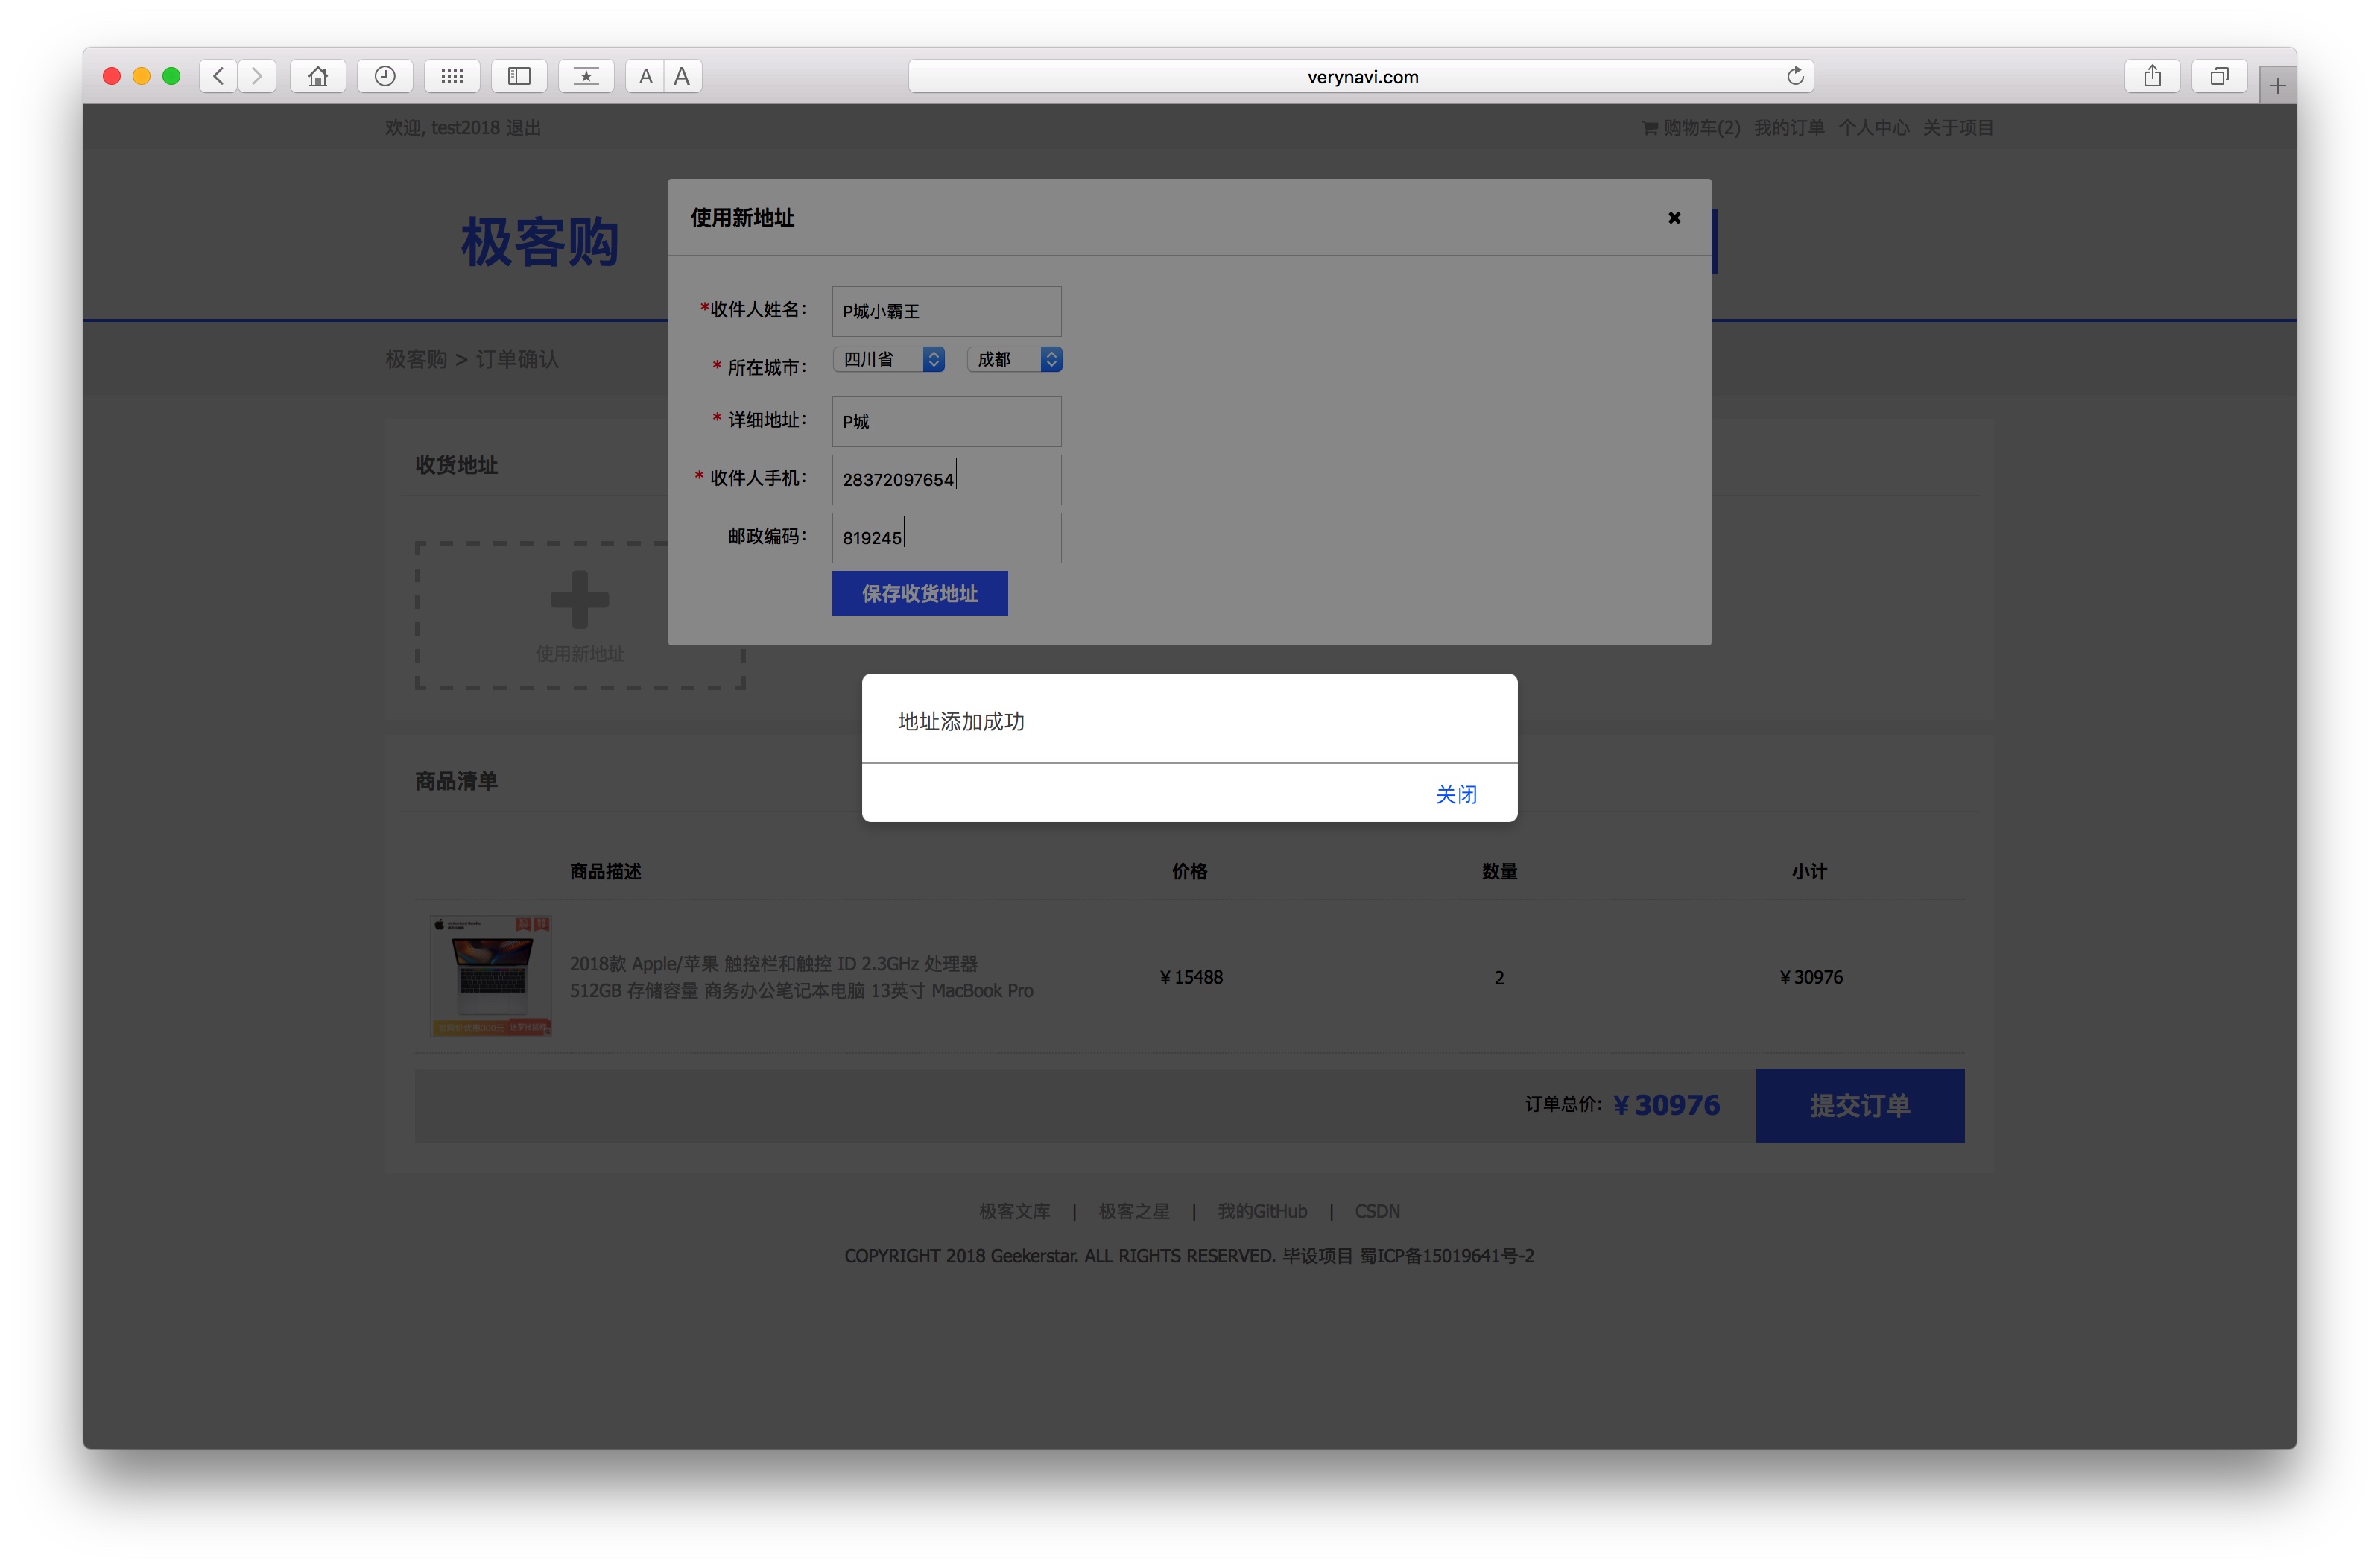 A A
verynavi.com
欢迎, test2018 退出
购物车(2) 我的订单 个人中心 关于项目
极客购
使用新地址
*收件人姓名:
P城小霸王
* 所在城市:
四川省
成都
* 详细地址:
P城
* 收件人手机:
28372097654
邮政编码:
819245
保存收货地址
极客购 > 订单确认
收货地址
使用新地址
地址添加成功
关闭
商品清单
商品描述 价格 数量 小计
2018款 Apple/苹果 触控栏和触控 ID 2.3GHz 处理器
512GB 存储容量 商务办公笔记本电脑 13英寸 MacBook Pro
¥15488 2 ¥30976
订单总价: ¥30976
提交订单
极客文库 | 极客之星 | 我的GitHub | CSDN
COPYRIGHT 2018 Geekerstar. ALL RIGHTS RESERVED. 毕设项目 蜀ICP备15019641号-2